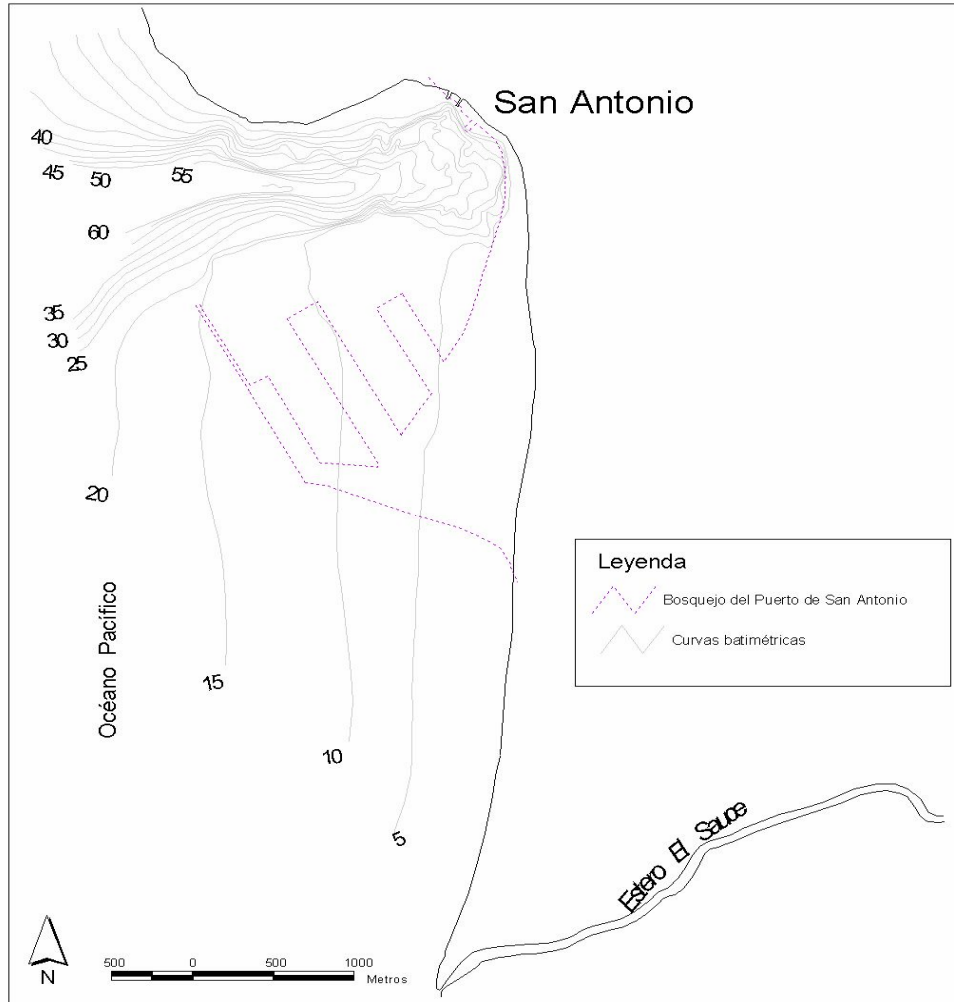 San Antonio
40
45
50
55
60
35
30
25
20
15
10
5
Océano Pacífico
Leyenda
Bosquejo del Puerto de San Antonio
Curvas batimétricas
Estero El Sauce
N
500 0 500 1000 Metros